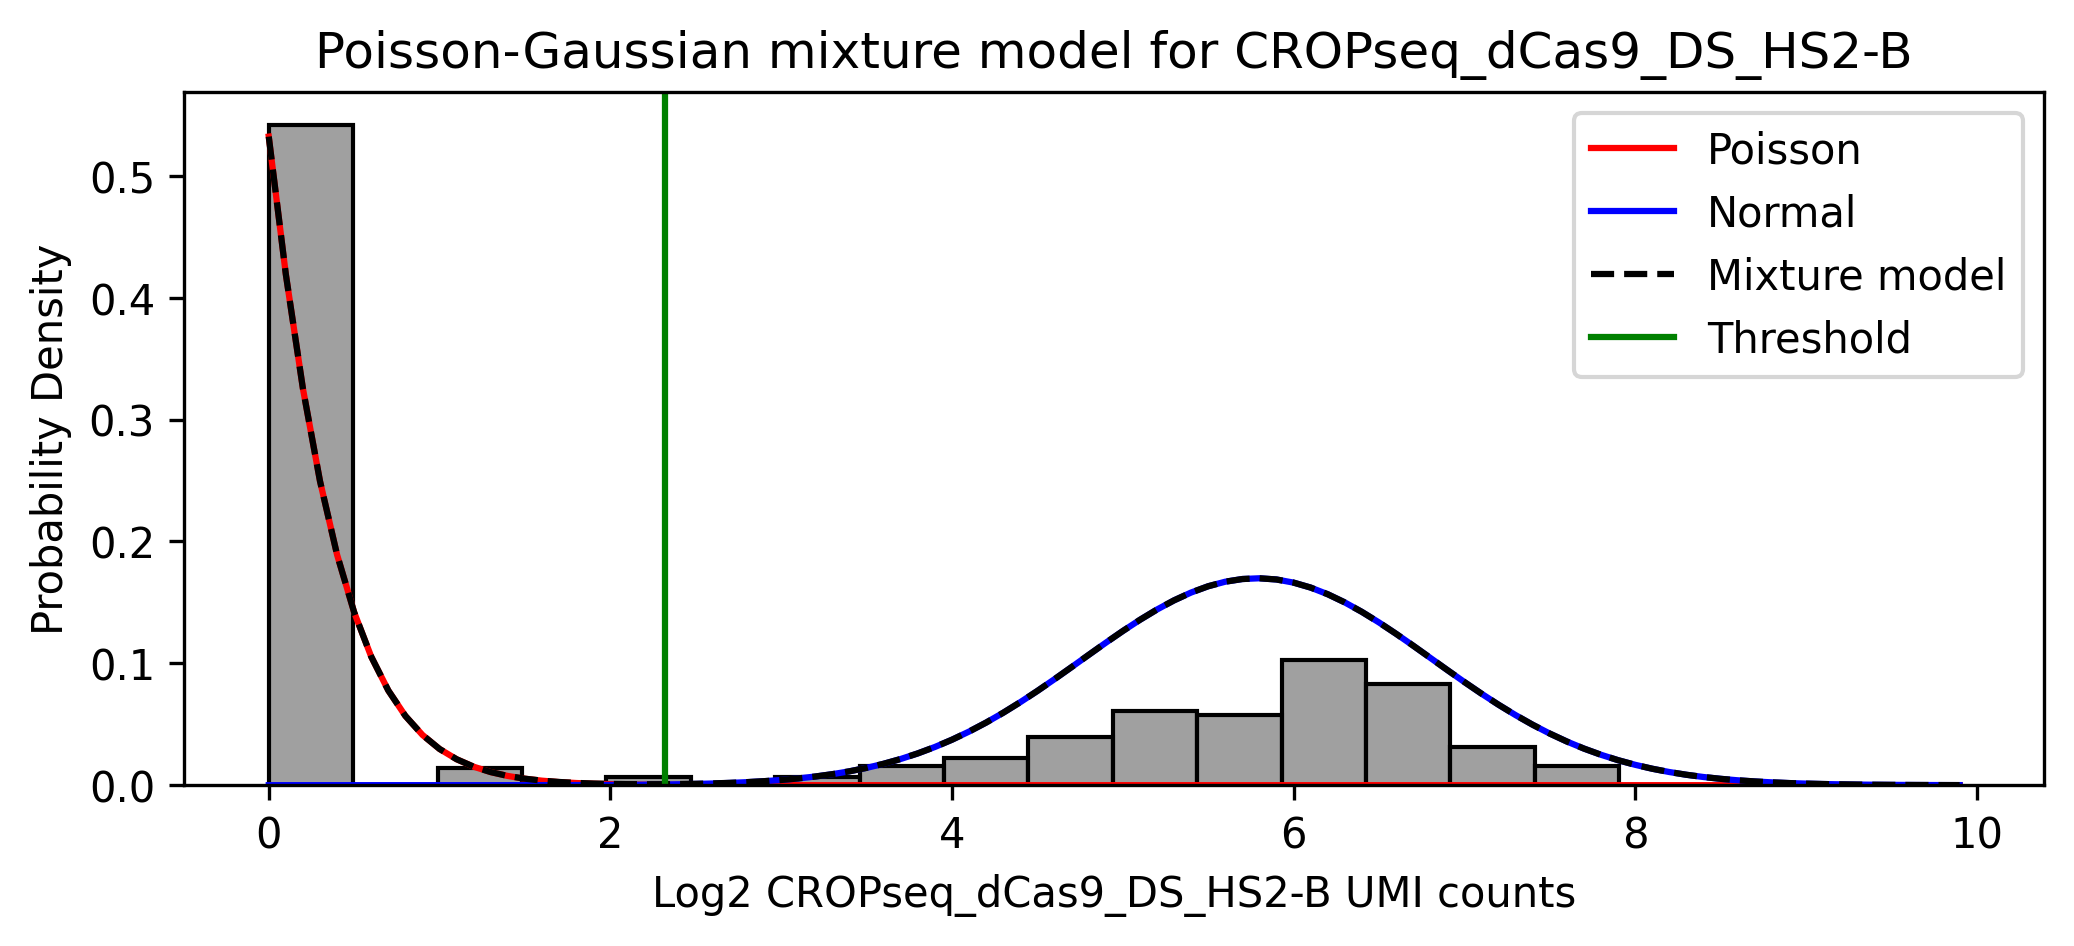 Poisson-Gaussian mixture model for CROPseq_dCas9_DS_HS2-B
Poisson
Normal
Mixture model
Threshold
Probability Density
0.5
0.4
0.3
0.2
0.1
0.0
0 2 4 6 8 10
Log2 CROPseq_dCas9_DS_HS2-B UMI counts